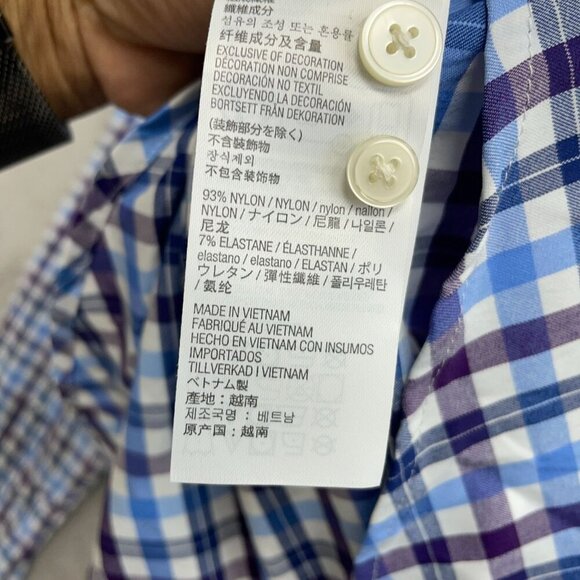 纖維成分
섬유의 조성 또는 혼용률
纤维成分及含量
EXCLUSIVE OF DECORATION
DÉCORATION NON COMPRISE
DECORAÇÃO NO TEXTIL
EXCLUYENDO LA DECORACIÓN
BORTSETT FRÅN DEKORATION
(装飾部分を除く)
不含裝飾物
장식제외
不包含装饰物
93% NYLON / NYLON / nylon / nailon /
NYLON / ナイロン / 尼龍 / 나일론 /
尼龙
7% ELASTANE / ÉLASTHANNE /
elastano / elastano / ELASTAN / ポリ
ウレタン / 彈性纖維 / 폴리우레탄
/ 氨纶
MADE IN VIETNAM
FABRIQUÉ AU VIETNAM
HECHO EN VIETNAM CON INSUMOS
IMPORTADOS
TILLVERKAD I VIETNAM
ベトナム製
產地: 越南
제조국명 : 베트남
原产国: 越南